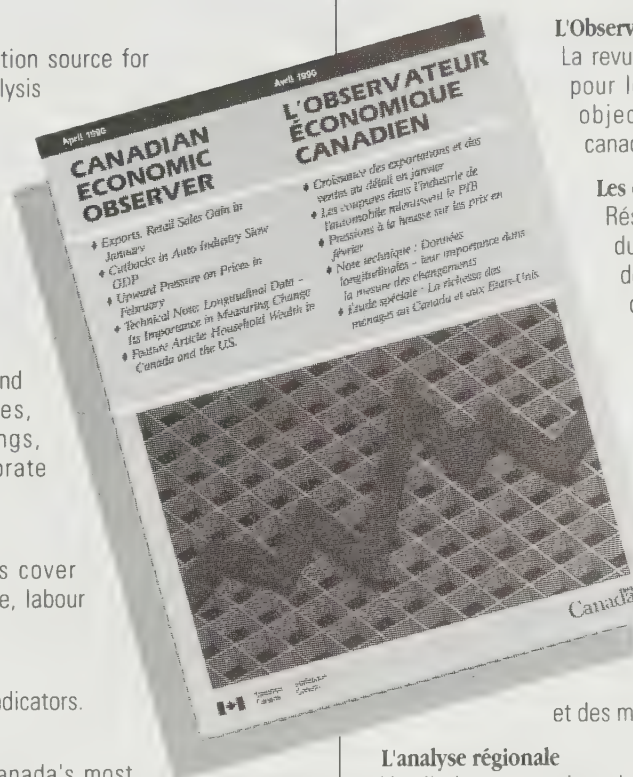 tion source for
lysis
nd
es,
ngs,
orate
s cover
e, labour
dicators.
anada's most
April 1990
CANADIAN
ECONOMIC
OBSERVER
♦ Exports, Retail Sales Gain in
January
♦ Cutbacks in Auto Industry Slow
GDP
♦ Upward Pressure on Prices in
February
♦ Technical Note: Longitudinal Data -
Its Importance in Measuring Change
♦ Feature Article: Household Wealth in
Canada and the U.S.
Avril 1990
L'OBSERVATEUR
ÉCONOMIQUE
CANADIEN
♦ Croissance des exportations et des
ventes au détail en janvier
♦ Les coupures dans l'industrie de
l'automobile ralentissent le PIB
♦ Pressions à la hausse sur les prix en
février
♦ Note technique : Données
longitudinales - leur importance dans
la mesure des changements
♦ Étude spéciale - La richesse des
ménages au Canada et aux États-Unis
Canada
L'Observ
La revu
pour l
objec
canad
Les
Rés
du
d
et des m
L'analyse régionale